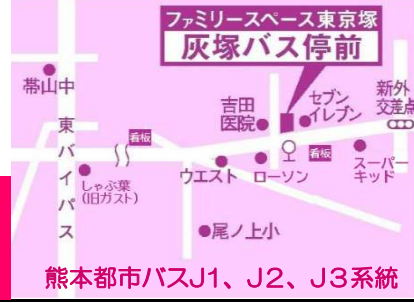 ファミリースペース東京塚
灰塚バス停前
帯山中
東バイパス
看板
しゃぶ葉
(旧ガスト)
吉田
医院
セブン
イレブン
新外
交差点
ウエスト
ローソン
看板
スーパー
キッド
尾ノ上小
熊本都市バスJ1、J2、J3系統